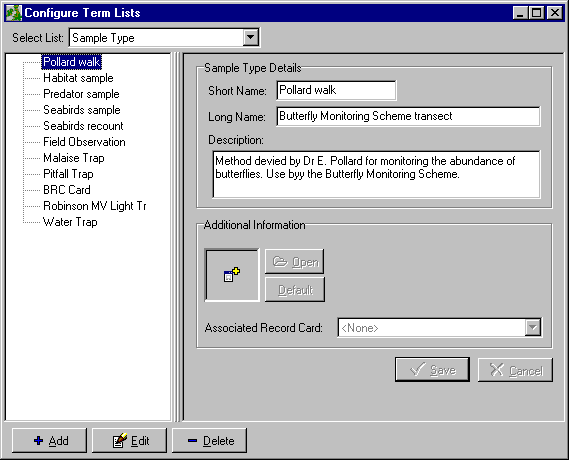 Configure Term Lists
Select List: Sample Type
Pollard walk
Habitat sample
Predator sample
Seabirds sample
Seabirds recount
Field Observation
Malaise Trap
Pitfall Trap
BRC Card
Robinson MV Light Tr
Water Trap
Sample Type Details
Short Name: Pollard walk
Long Name: Butterfly Monitoring Scheme transect
Description:
Method devied by Dr E. Pollard for monitoring the abundance of
butterflies. Use byy the Butterfly Monitoring Scheme.
Additional Information
Open
Default
Associated Record Card: <None>
Save Cancel
Add Edit Delete